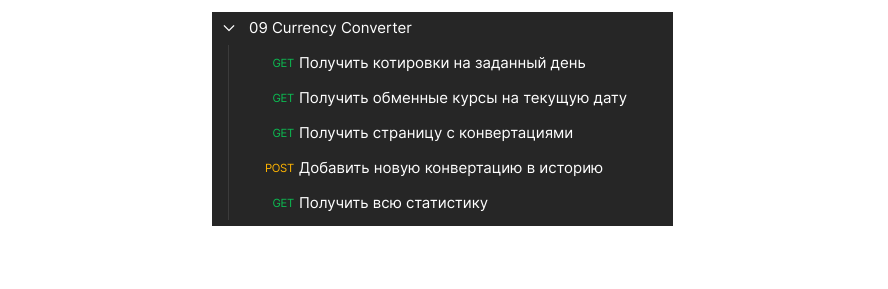 09 Currency Converter
GET Получить котировки на заданный день
GET Получить обменные курсы на текущую дату
GET Получить страницу с конвертациями
POST Добавить новую конвертацию в историю
GET Получить всю статистику